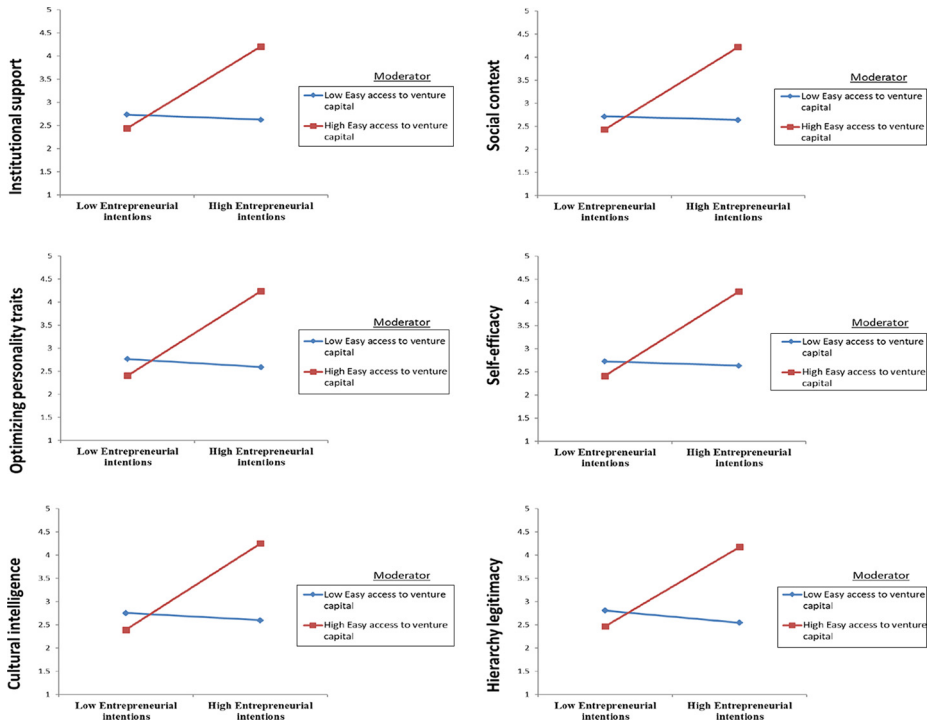 Institutional support
5
4.5
4
3.5
3
2.5
2
1.5
1
Low Entrepreneurial
intentions
High Entrepreneurial
intentions
Moderator
Low Easy access to venture
capital
High Easy access to venture
capital
Social context
5
4.5
4
3.5
3
2.5
2
1.5
1
Low Entrepreneurial
intentions
High Entrepreneurial
intentions
Moderator
Low Easy access to venture
capital
High Easy access to venture
capital
Optimizing personality traits
5
4.5
4
3.5
3
2.5
2
1.5
1
Low Entrepreneurial
intentions
High Entrepreneurial
intentions
Moderator
Low Easy access to venture
capital
High Easy access to venture
capital
Self-efficacy
5
4.5
4
3.5
3
2.5
2
1.5
1
Low Entrepreneurial
intentions
High Entrepreneurial
intentions
Moderator
Low Easy access to venture
capital
High Easy access to venture
capital
Cultural intelligence
5
4.5
4
3.5
3
2.5
2
1.5
1
Low Entrepreneurial
intentions
High Entrepreneurial
intentions
Moderator
Low Easy access to venture
capital
High Easy access to venture
capital
Hierarchy legitimacy
5
4.5
4
3.5
3
2.5
2
1.5
1
Low Entrepreneurial
intentions
High Entrepreneurial
intentions
Moderator
Low Easy access to venture
capital
High Easy access to venture
capital